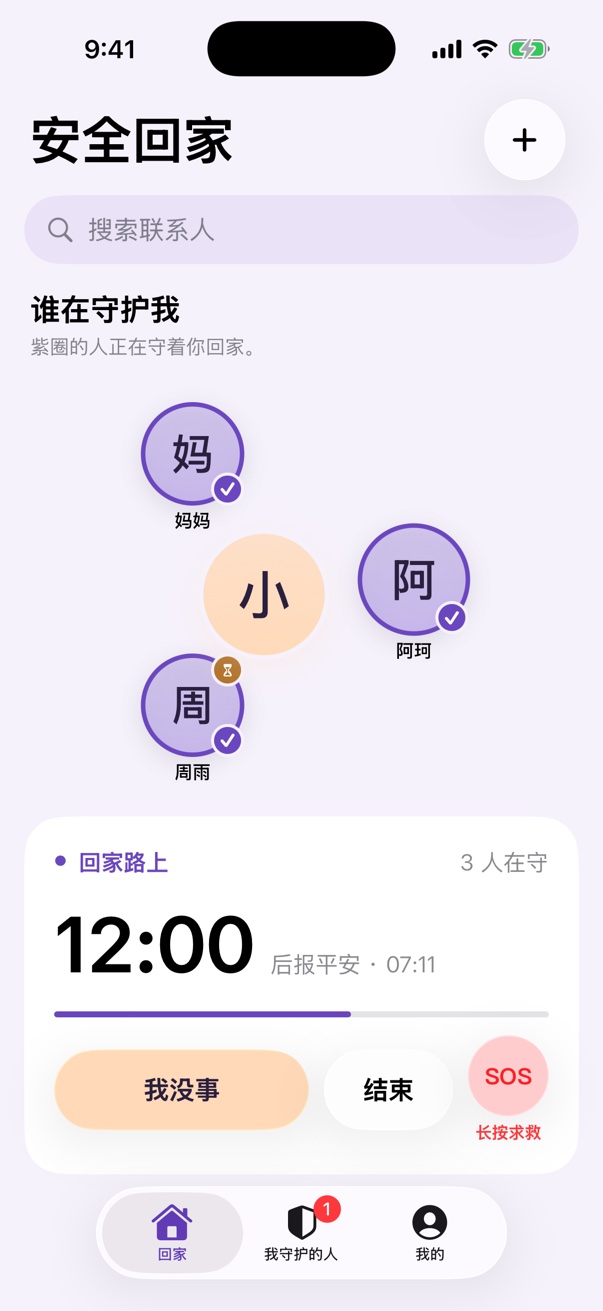 9:41
安全回家
搜索联系人
谁在守护我
紫圈的人正在守着你回家。
妈
妈妈
小
阿
阿珂
周
周雨
回家路上
3 人在守
12:00 后报平安 · 07:11
我没事
结束
SOS
长按求救
回家
1
我守护的人
我的